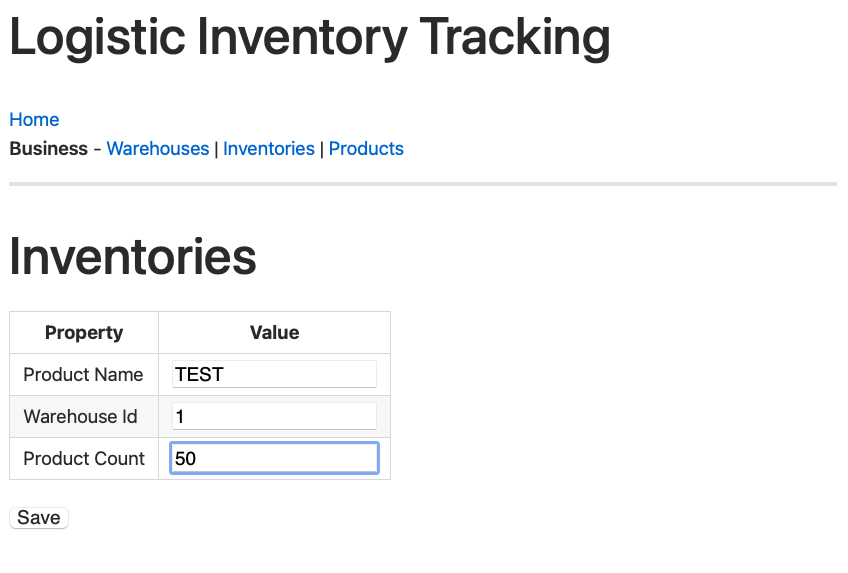 Logistic Inventory Tracking
Home
Business - Warehouses | Inventories | Products
Inventories
Property Value
Product Name TEST
Warehouse Id 1
Product Count 50
Save